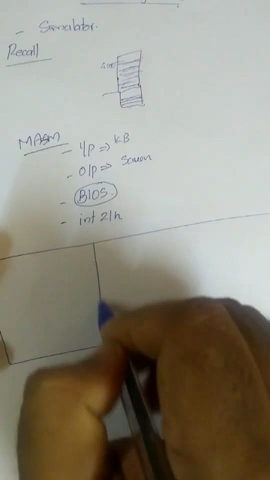 - Simulator.
Recall
MASM
- I/p ⇒ KB
- O/p ⇒ Screen
- BIOS
- int 21h